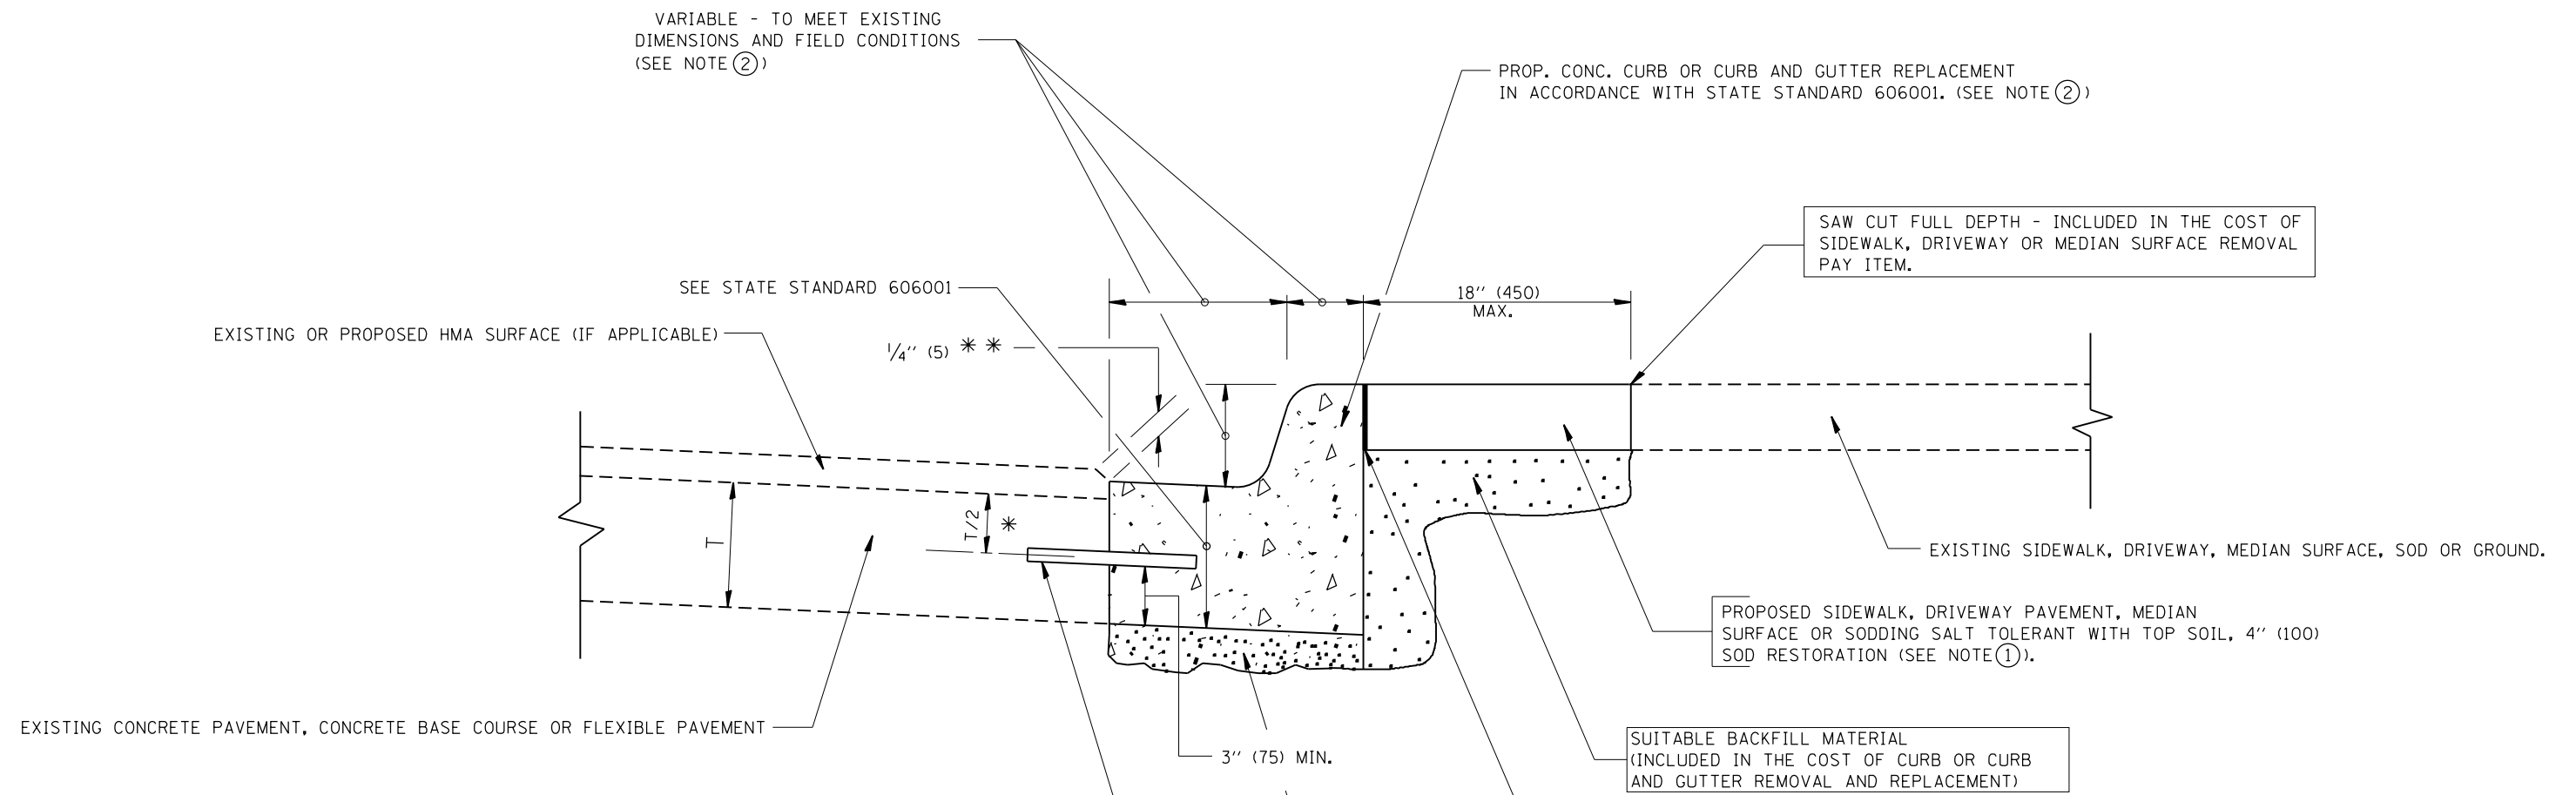 VARIABLE - TO MEET EXISTING
DIMENSIONS AND FIELD CONDITIONS
(SEE NOTE 2)
PROP. CONC. CURB OR CURB AND GUTTER REPLACEMENT
IN ACCORDANCE WITH STATE STANDARD 606001. (SEE NOTE 2)
SAW CUT FULL DEPTH - INCLUDED IN THE COST OF
SIDEWALK, DRIVEWAY OR MEDIAN SURFACE REMOVAL
PAY ITEM.
SEE STATE STANDARD 606001
18'' (450)
MAX.
EXISTING OR PROPOSED HMA SURFACE (IF APPLICABLE)
1/4'' (5) * *
T
T/2 *
EXISTING SIDEWALK, DRIVEWAY, MEDIAN SURFACE, SOD OR GROUND.
PROPOSED SIDEWALK, DRIVEWAY PAVEMENT, MEDIAN
SURFACE OR SODDING SALT TOLERANT WITH TOP SOIL, 4'' (100)
SOD RESTORATION (SEE NOTE 1).
EXISTING CONCRETE PAVEMENT, CONCRETE BASE COURSE OR FLEXIBLE PAVEMENT
3'' (75) MIN.
SUITABLE BACKFILL MATERIAL
(INCLUDED IN THE COST OF CURB OR CURB
AND GUTTER REMOVAL AND REPLACEMENT)